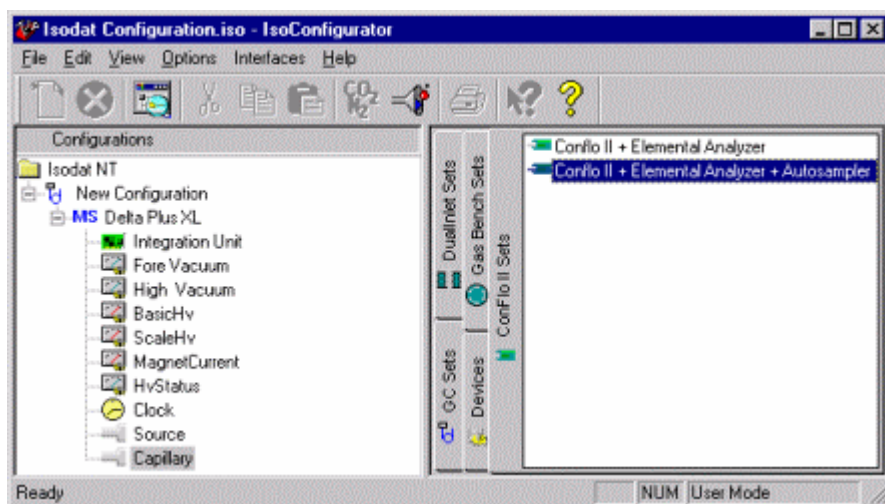 Isodat Configuration.iso - IsoConfigurator
File Edit View Options Interfaces Help
CO2
N2
Configurations
Isodat NT
New Configuration
MS Delta Plus XL
Integration Unit
Fore Vacuum
High Vacuum
BasicHv
ScaleHv
MagnetCurrent
HvStatus
Clock
Source
Capillary
DualInlet Sets
Gas Bench Sets
GC Sets
Devices
ConFlo II Sets
Conflo II + Elemental Analyzer
Conflo II + Elemental Analyzer + Autosampler
Ready
NUM
User Mode